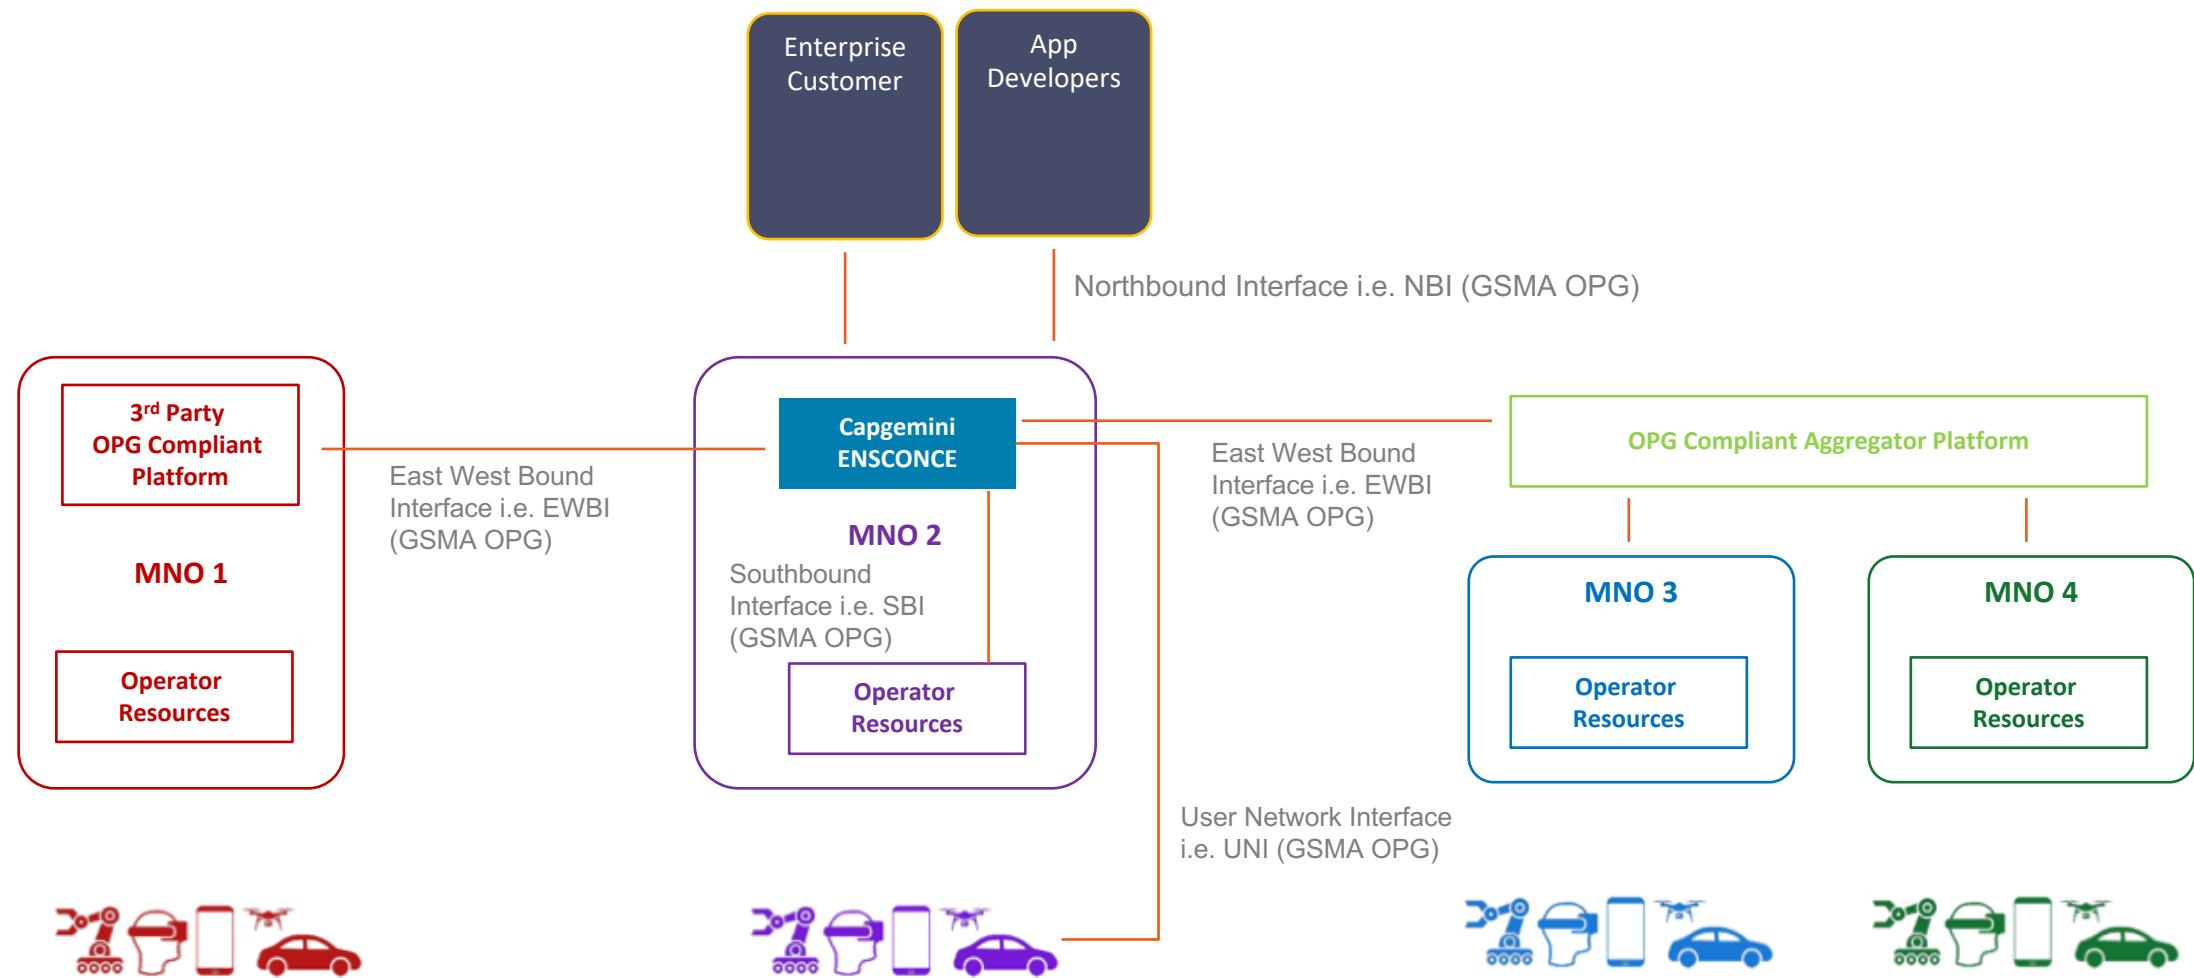 Enterprise
Customer
App
Developers
Northbound Interface i.e. NBI (GSMA OPG)
3rd Party
OPG Compliant
Platform
MNO 1
Operator
Resources
East West Bound
Interface i.e. EWBI
(GSMA OPG)
Capgemini
ENSCONCE
MNO 2
Southbound
Interface i.e. SBI
(GSMA OPG)
Operator
Resources
East West Bound
Interface i.e. EWBI
(GSMA OPG)
User Network Interface
i.e. UNI (GSMA OPG)
OPG Compliant Aggregator Platform
MNO 3
Operator
Resources
MNO 4
Operator
Resources